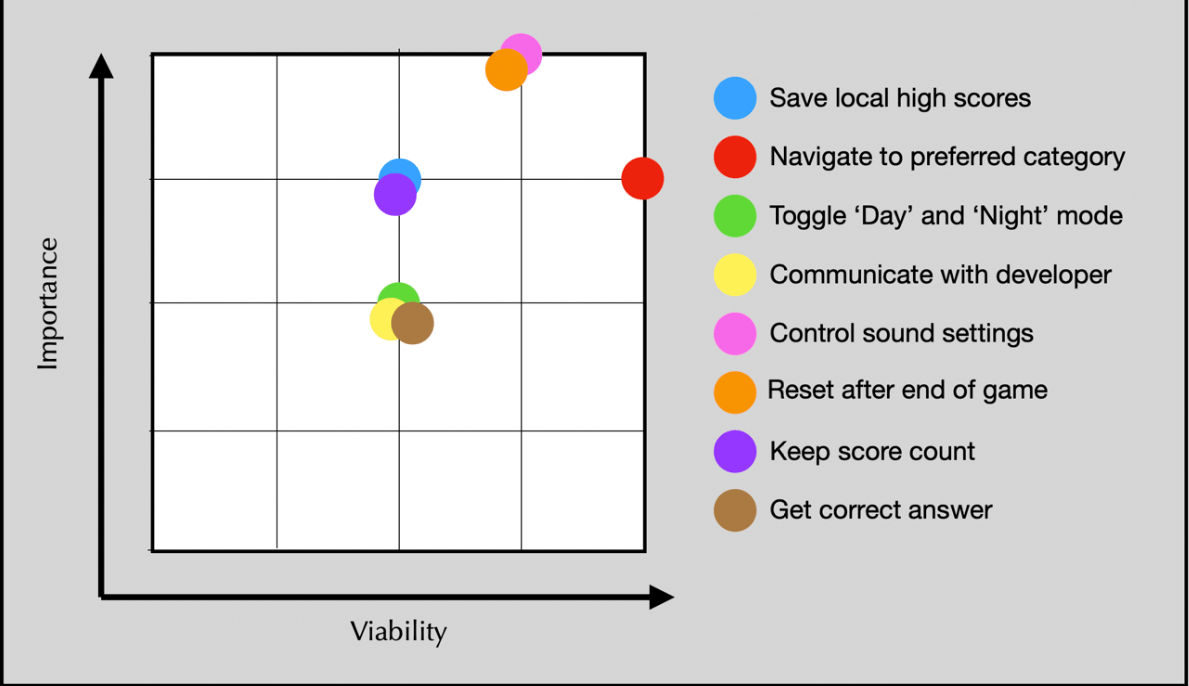 Importance
Viability
Save local high scores
Navigate to preferred category
Toggle ‘Day’ and ‘Night’ mode
Communicate with developer
Control sound settings
Reset after end of game
Keep score count
Get correct answer